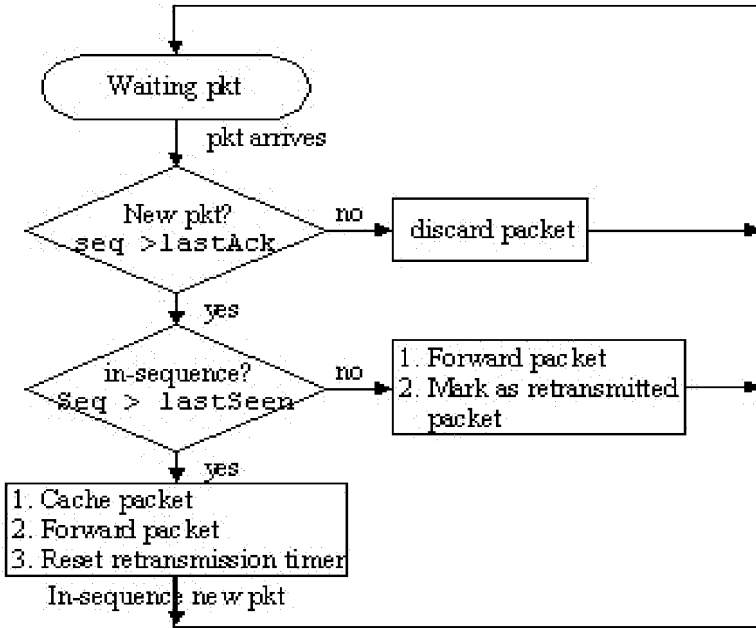 Waiting pkt
pkt arrives
New pkt?
seq >lastAck
no
discard packet
yes
in-sequence?
Seq > lastSeen
no
1. Forward packet
2. Mark as retransmitted
packet
yes
1. Cache packet
2. Forward packet
3. Reset retransmission timer
In-sequence new pkt